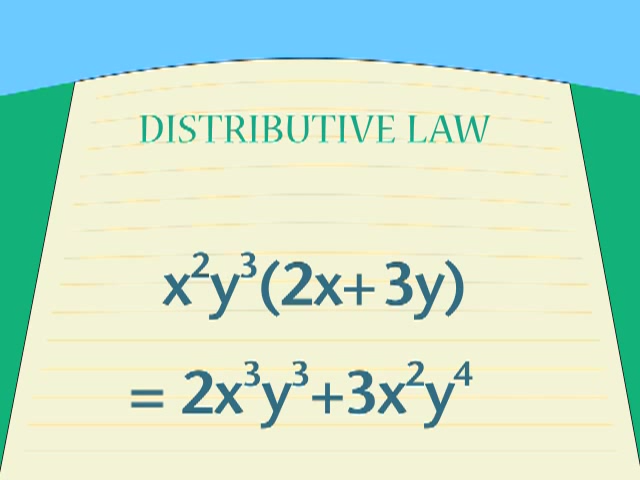 DISTRIBUTIVE LAW
x²y³(2x+3y)
= 2x³y³+3x²y⁴